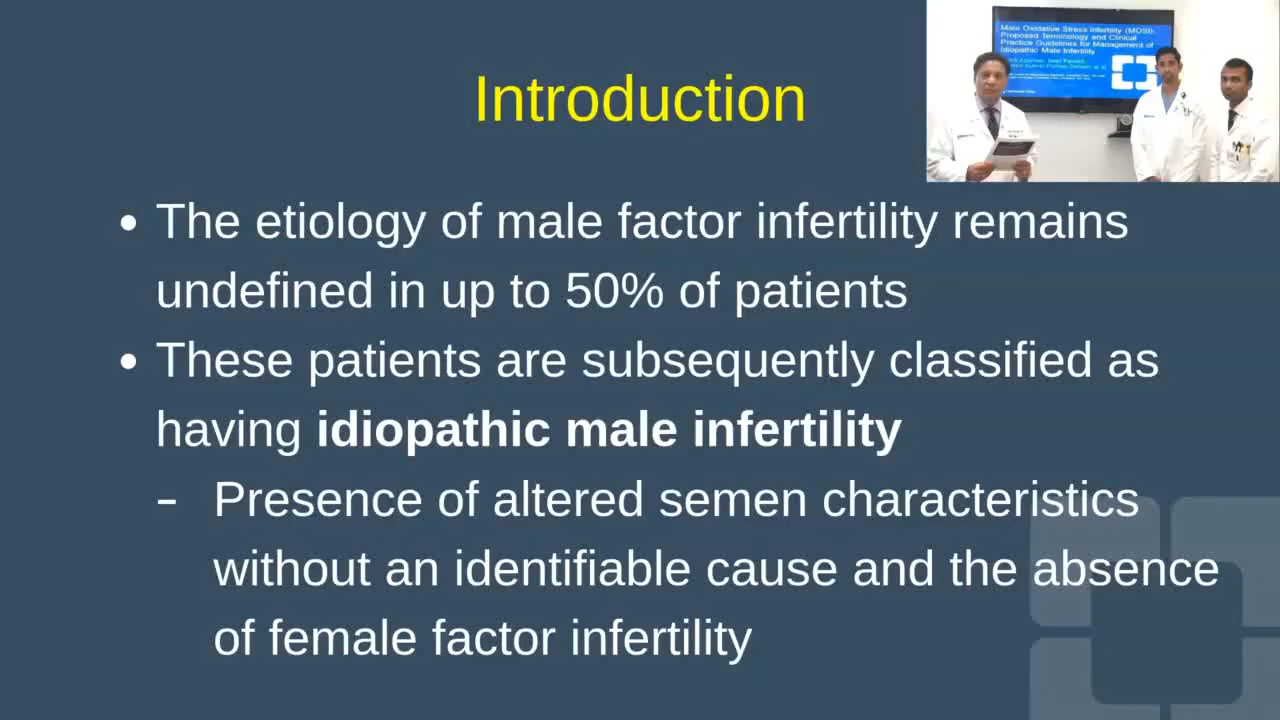 Introduction
Male Oxidative Stress Infertility (MOSI):
Proposed Terminology and Clinical
Practice Guidelines for Management of
Idiopathic Male Infertility
• The etiology of male factor infertility remains
undefined in up to 50% of patients
• These patients are subsequently classified as
having idiopathic male infertility
– Presence of altered semen characteristics
without an identifiable cause and the absence
of female factor infertility